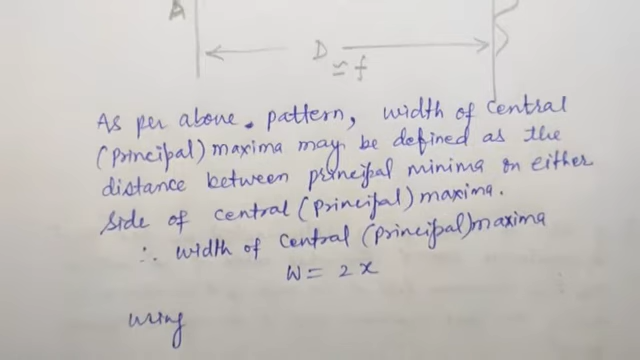 A
D
≃ f
As per above. pattern, width of central
(principal) maxima may be defined as the
distance between principal minima on either
side of central (principal) maxima.
∴ width of central (principal) maxima
W = 2x
using